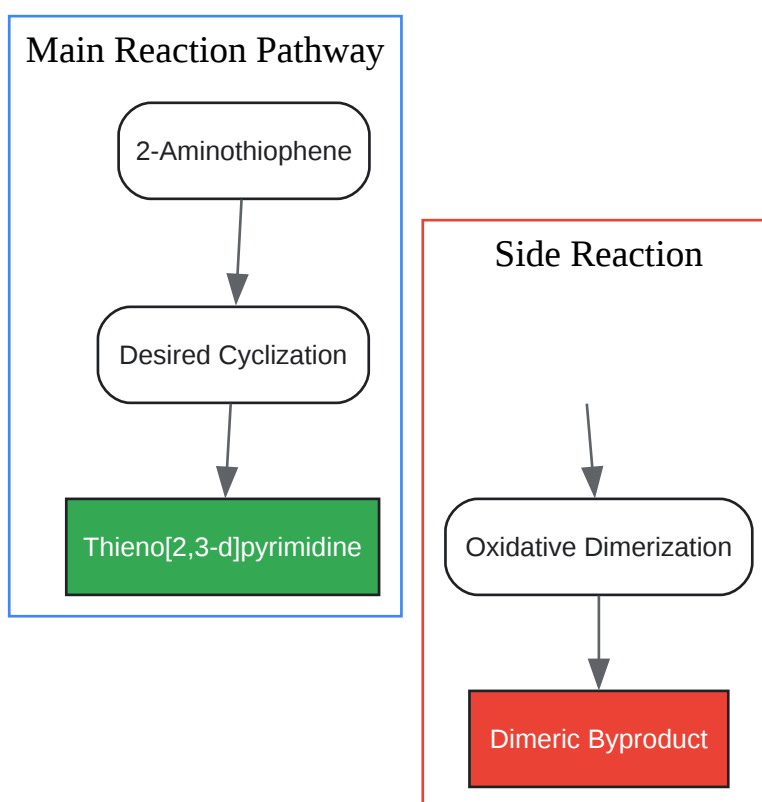 Main Reaction Pathway
2-Aminothiophene
Desired Cyclization
Thieno[2,3-d]pyrimidine
Side Reaction
Oxidative Dimerization
Dimeric Byproduct